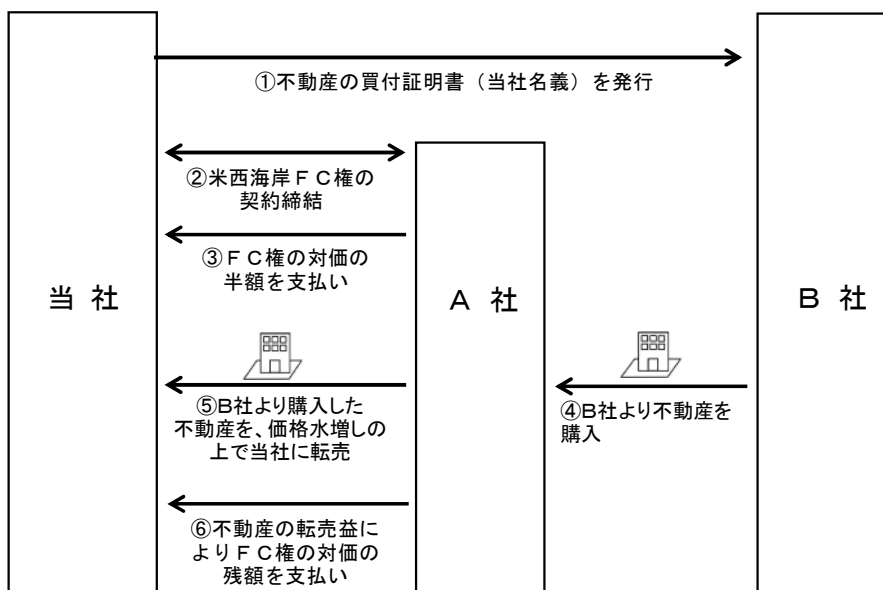 ①不動産の買付証明書（当社名義）を発行
②米西海岸ＦＣ権の
契約締結
③ＦＣ権の対価の
半額を支払い
当 社
Ａ 社
Ｂ 社
④Ｂ社より不動産を
購入
⑤Ｂ社より購入した
不動産を、価格水増しの
上で当社に転売
⑥不動産の転売益に
よりＦＣ権の対価の
残額を支払い